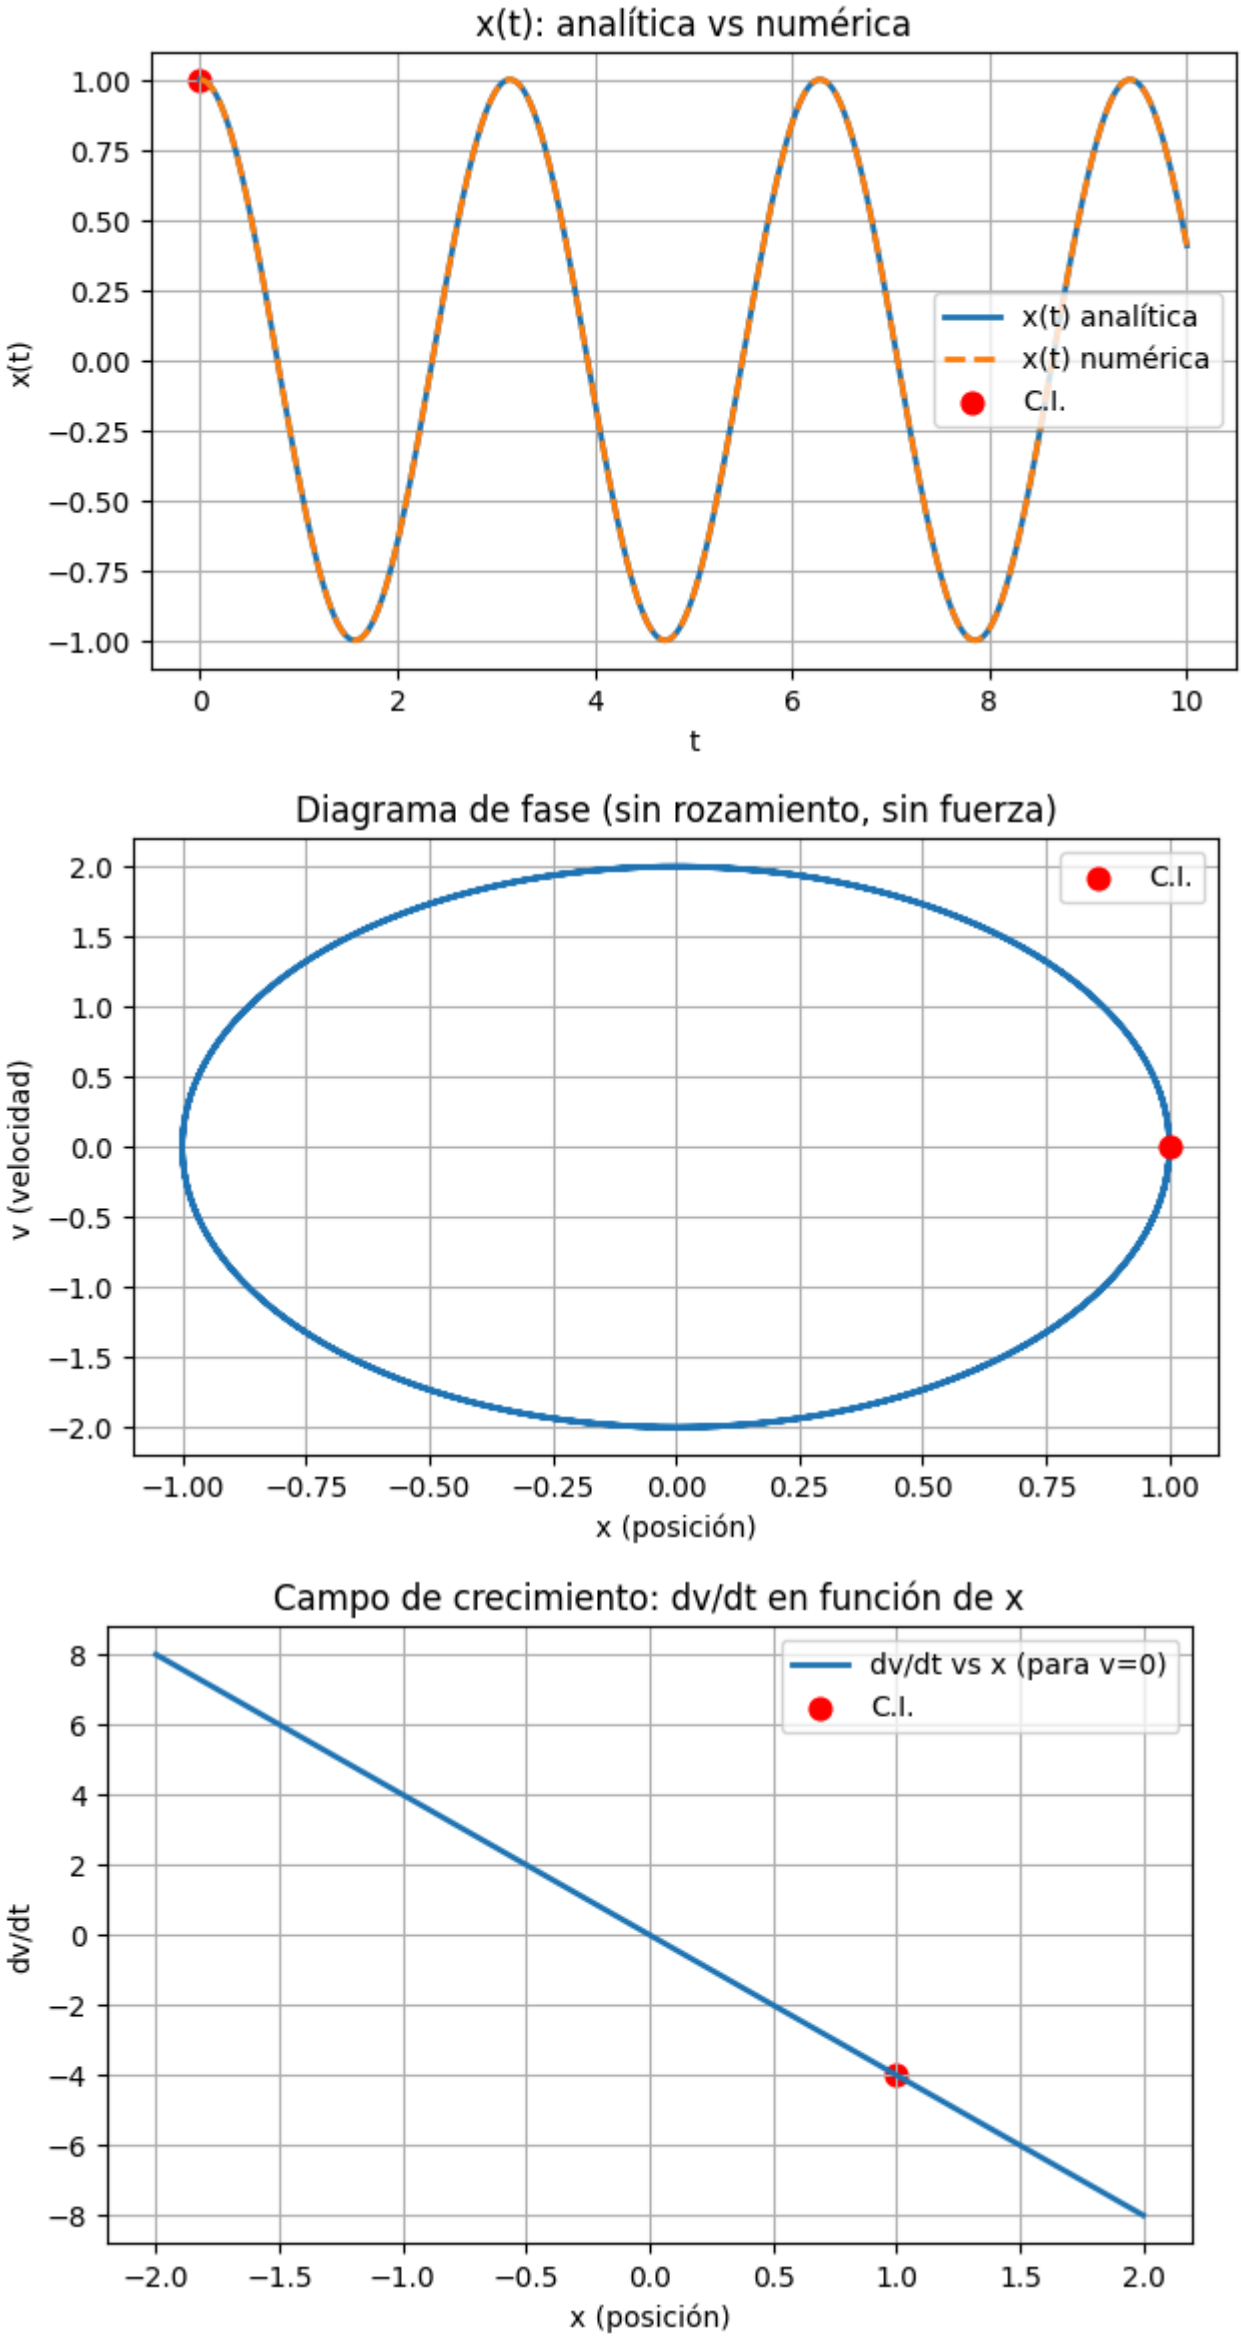 x(t): analítica vs numérica
1.00
0.75
0.50
0.25
0.00
−0.25
−0.50
−0.75
−1.00
x(t)
x(t) analítica
x(t) numérica
C.I.
0 2 4 6 8 10
t
Diagrama de fase (sin rozamiento, sin fuerza)
2.0
1.5
1.0
0.5
0.0
−0.5
−1.0
−1.5
−2.0
v (velocidad)
C.I.
−1.00 −0.75 −0.50 −0.25 0.00 0.25 0.50 0.75 1.00
x (posición)
Campo de crecimiento: dv/dt en función de x
8
6
4
2
0
−2
−4
−6
−8
dv/dt
dv/dt vs x (para v=0)
C.I.
−2.0 −1.5 −1.0 −0.5 0.0 0.5 1.0 1.5 2.0
x (posición)